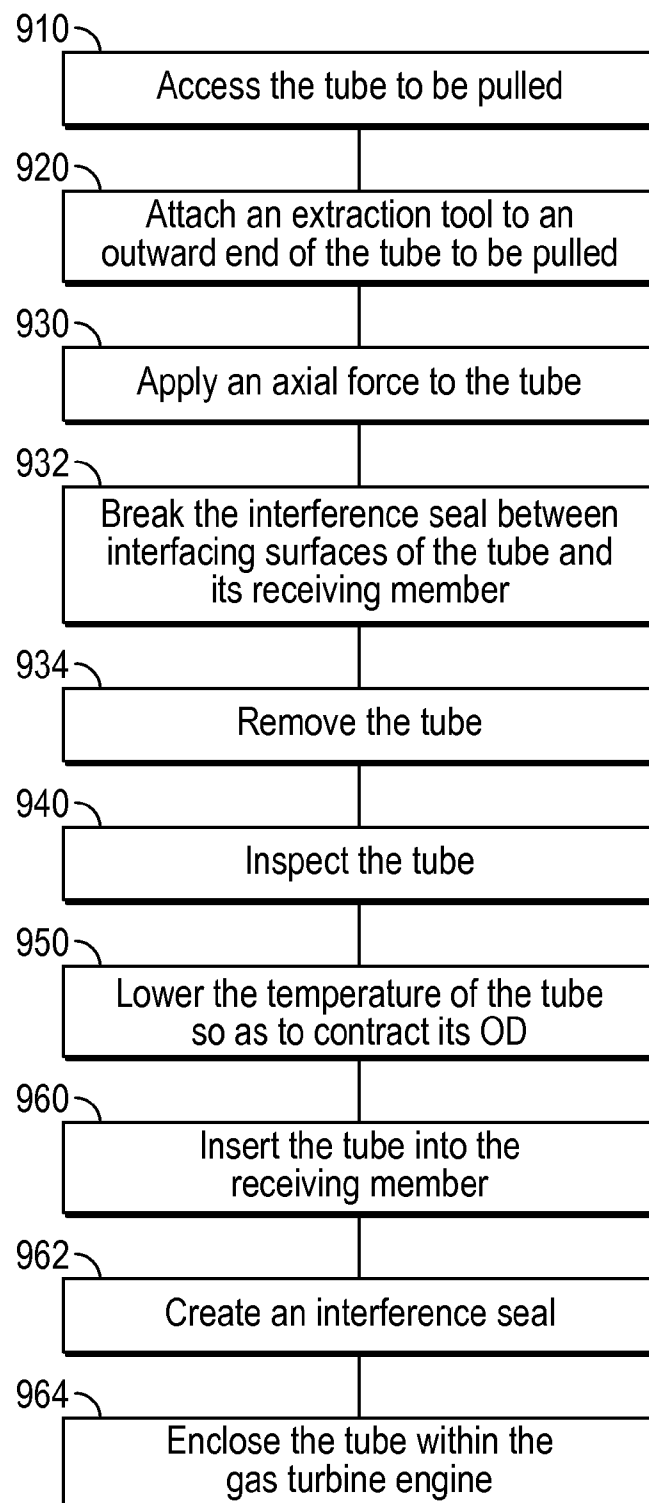 910
Access the tube to be pulled
920
Attach an extraction tool to an
outward end of the tube to be pulled
930
Apply an axial force to the tube
932
Break the interference seal between
interfacing surfaces of the tube and
its receiving member
934
Remove the tube
940
Inspect the tube
950
Lower the temperature of the tube
so as to contract its OD
960
Insert the tube into the
receiving member
962
Create an interference seal
964
Enclose the tube within the
gas turbine engine